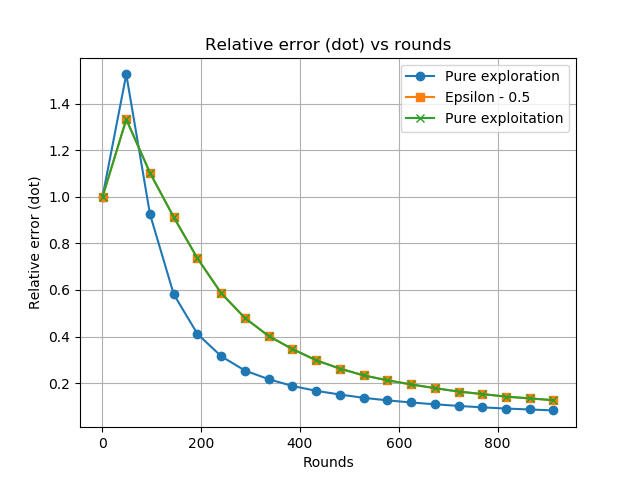 Relative error (dot) vs rounds
Pure exploration
Epsilon - 0.5
Pure exploitation
1.4
1.2
1.0
0.8
0.6
0.4
0.2
Relative error (dot)
0 200 400 600 800
Rounds